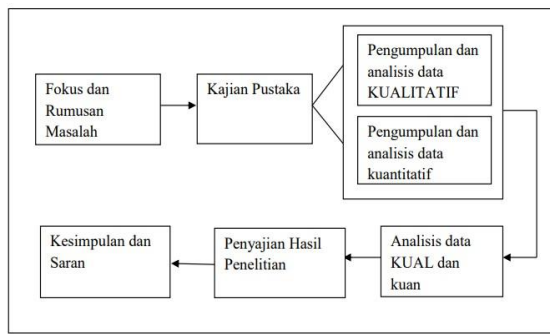 Fokus dan
Rumusan
Masalah
Kajian Pustaka
Pengumpulan dan
analisis data
KUALITATIF
Pengumpulan dan
analisis data
kuantitatif
Analisis data
KUAL dan
kuan
Penyajian Hasil
Penelitian
Kesimpulan dan
Saran